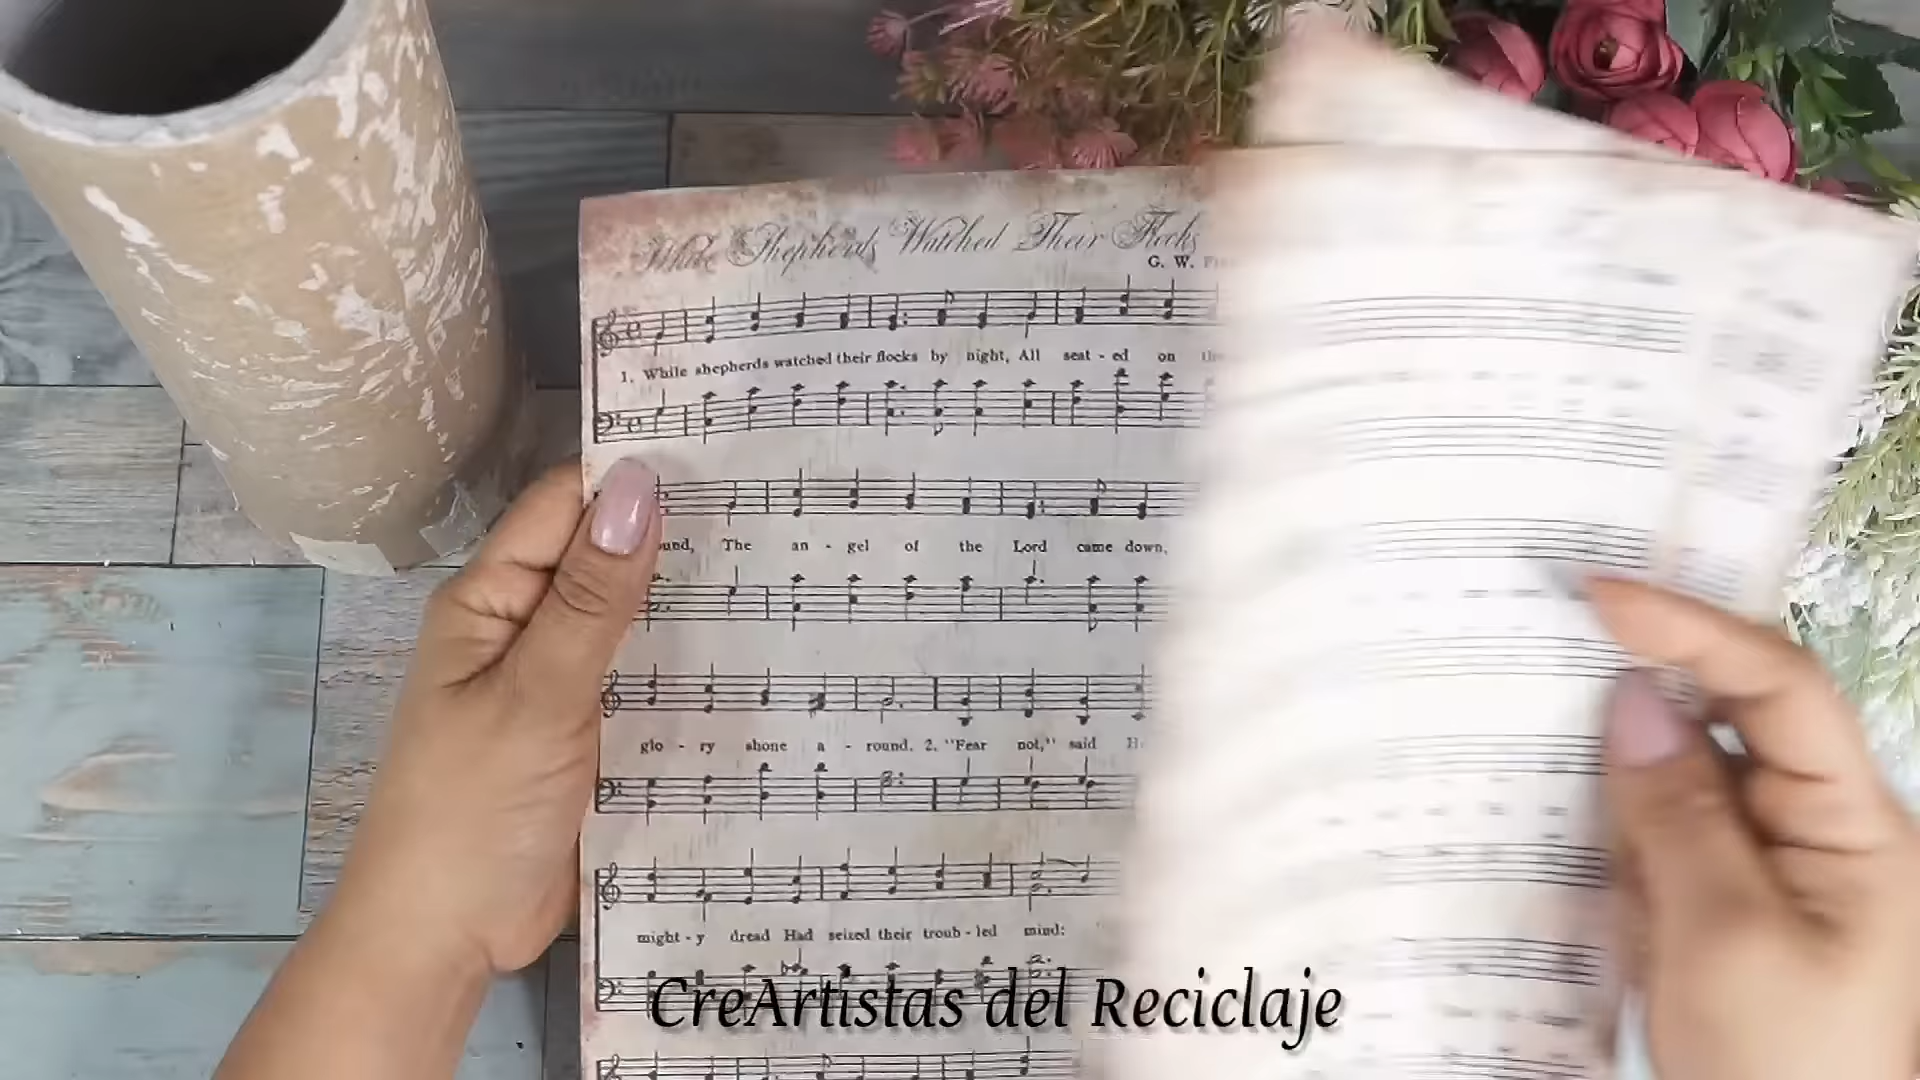 While Shepherds Watched Their Flocks
G. W.
1. While shepherds watched their flocks by night, All seat - ed on the
The an - gel of the Lord came down,
glo - ry shone a - round. 2. "Fear not," said
might - y dread Had seized their troub - led mind:
CreArtistas del Reciclaje